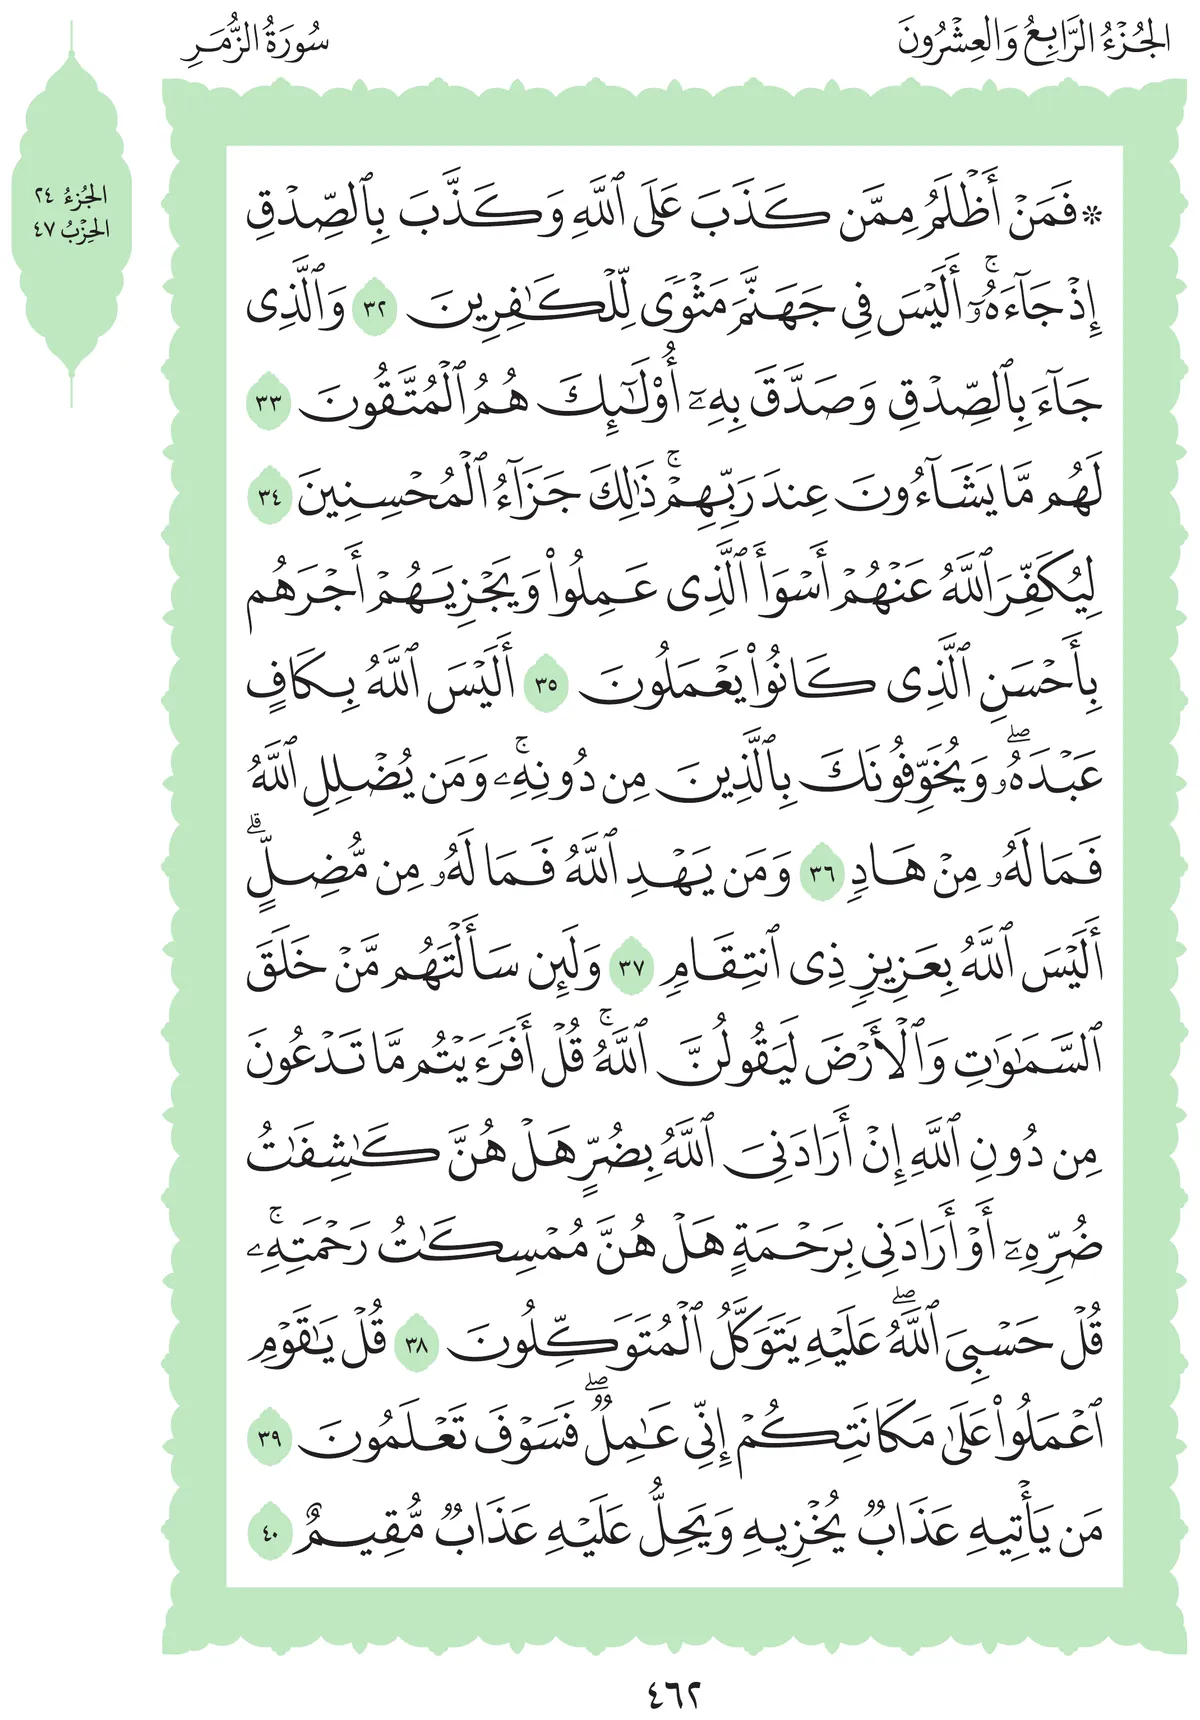 الجُزْءُ الرَّابِعُ وَالعِشْرُونَ
سُورَةُ الزُّمَرِ
الجُزءُ ٢٤
الحِزْبُ ٤٧
۞ فَمَنْ أَظْلَمُ مِمَّن كَذَبَ عَلَى ٱللَّهِ وَكَذَّبَ بِٱلصِّدْقِ
إِذْ جَآءَهُۥٓۚ أَلَيْسَ فِى جَهَنَّمَ مَثْوًى لِّلْكَـٰفِرِينَ ٣٢ وَٱلَّذِى
جَآءَ بِٱلصِّدْقِ وَصَدَّقَ بِهِۦٓ أُو۟لَـٰٓئِكَ هُمُ ٱلْمُتَّقُونَ ٣٣
لَهُم مَّا يَشَآءُونَ عِندَ رَبِّهِمْۚ ذَٰلِكَ جَزَآءُ ٱلْمُحْسِنِينَ ٣٤
لِيُكَفِّرَ ٱللَّهُ عَنْهُمْ أَسْوَأَ ٱلَّذِى عَمِلُوا۟ وَيَجْزِيَهُمْ أَجْرَهُم
بِأَحْسَنِ ٱلَّذِى كَانُوا۟ يَعْمَلُونَ ٣٥ أَلَيْسَ ٱللَّهُ بِكَافٍ
عَبْدَهُۥۖ وَيُخَوِّفُونَكَ بِٱلَّذِينَ مِن دُونِهِۦۚ وَمَن يُضْلِلِ ٱللَّهُ
فَمَا لَهُۥ مِنْ هَادٍ ٣٦ وَمَن يَهْدِ ٱللَّهُ فَمَا لَهُۥ مِن مُّضِلٍّۗ
أَلَيْسَ ٱللَّهُ بِعَزِيزٍ ذِى ٱنتِقَامٍ ٣٧ وَلَئِن سَأَلْتَهُم مَّنْ خَلَقَ
ٱلسَّمَـٰوَٰتِ وَٱلْأَرْضَ لَيَقُولُنَّ ٱللَّهُۚ قُلْ أَفَرَءَيْتُم مَّا تَدْعُونَ
مِن دُونِ ٱللَّهِ إِنْ أَرَادَنِىَ ٱللَّهُ بِضُرٍّ هَلْ هُنَّ كَـٰشِفَـٰتُ
ضُرِّهِۦٓ أَوْ أَرَادَنِى بِرَحْمَةٍ هَلْ هُنَّ مُمْسِكَـٰتُ رَحْمَتِهِۦۚ
قُلْ حَسْبِىَ ٱللَّهُۖ عَلَيْهِ يَتَوَكَّلُ ٱلْمُتَوَكِّلُونَ ٣٨ قُلْ يَـٰقَوْمِ
ٱعْمَلُوا۟ عَلَىٰ مَكَانَتِكُمْ إِنِّى عَـٰمِلٌۖ فَسَوْفَ تَعْلَمُونَ ٣٩
مَن يَأْتِيهِ عَذَابٌ يُخْزِيهِ وَيَحِلُّ عَلَيْهِ عَذَابٌ مُّقِيمٌ ٤٠
٤٦٢